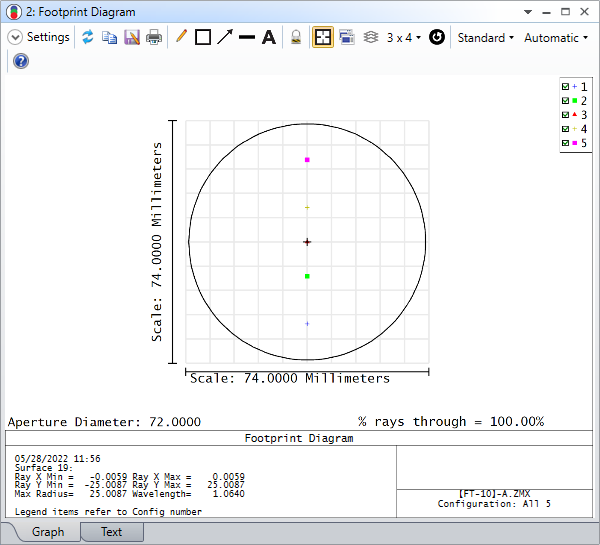 2: Footprint Diagram
Settings
A
3 x 4
Standard
Automatic
?
1
2
3
4
5
Scale: 74.0000 Millimeters
Scale: 74.0000 Millimeters
Aperture Diameter: 72.0000 % rays through = 100.00%
Footprint Diagram
05/28/2022 11:56
Surface 19:
Ray X Min = -0.0059 Ray X Max = 0.0059
Ray Y Min = -25.0087 Ray Y Max = 25.0087
Max Radius= 25.0087 Wavelength= 1.0640
Legend items refer to Config number
[FT-10]-A.ZMX
Configuration: All 5
Graph
Text